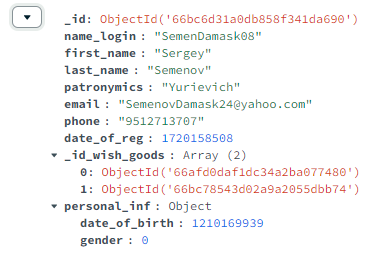 _id: ObjectId('66bc6d31a0db858f341da690')
name_login : "SemenDamask08"
first_name : "Sergey"
last_name : "Semenov"
patronymics : "Yurievich"
email : "SemenovDamask24@yahoo.com"
phone : "9512713707"
date_of_reg : 1720158508
_id_wish_goods : Array (2)
0: ObjectId('66afd0daf1dc34a2ba077480')
1: ObjectId('66bc78543d02a9a2055dbb74')
personal_inf : Object
date_of_birth : 1210169939
gender : 0